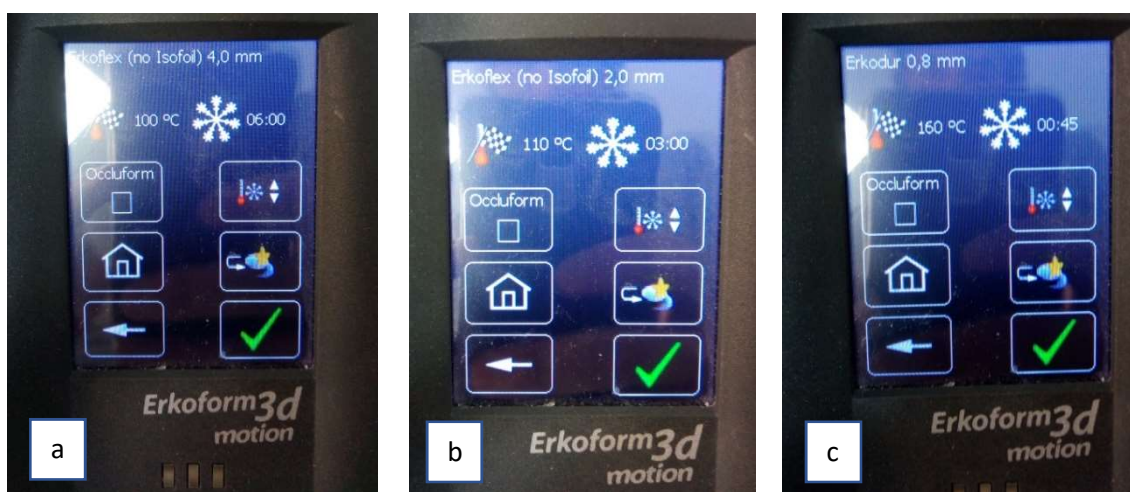 Erkoflex (no Isofoil) 4,0 mm
100 ºC
06:00
Occluform
Erkoform3d
motion
a
Erkoflex (no Isofoil) 2,0 mm
110 ºC
03:00
Occluform
Erkoform3d
motion
b
Erkodur 0,8 mm
160 ºC
00:45
Occluform
Erkoform3d
motion
c